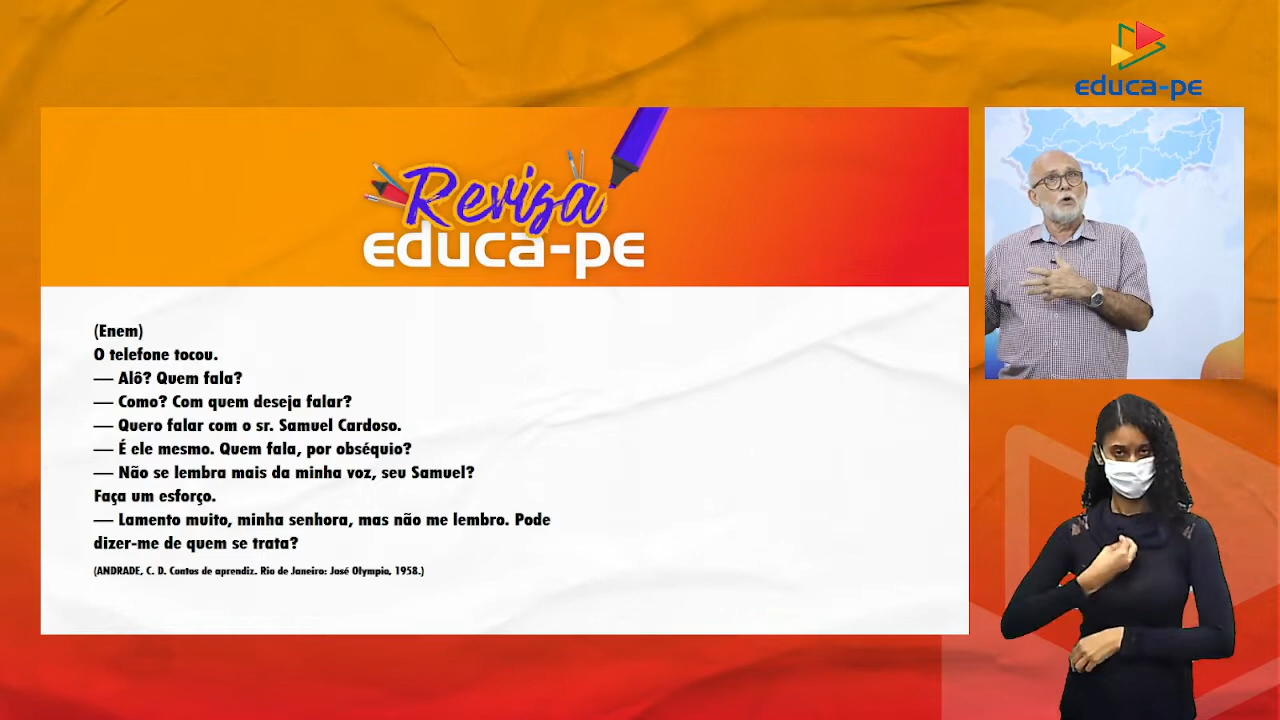 educa-pe
Revisa
educa-pe
(Enem)
O telefone tocou.
— Alô? Quem fala?
— Como? Com quem deseja falar?
— Quero falar com o sr. Samuel Cardoso.
— É ele mesmo. Quem fala, por obséquio?
— Não se lembra mais da minha voz, seu Samuel?
Faça um esforço.
— Lamento muito, minha senhora, mas não me lembro. Pode
dizer-me de quem se trata?
(ANDRADE, C. D. Contos de aprendiz. Rio de Janeiro: José Olympio, 1958.)